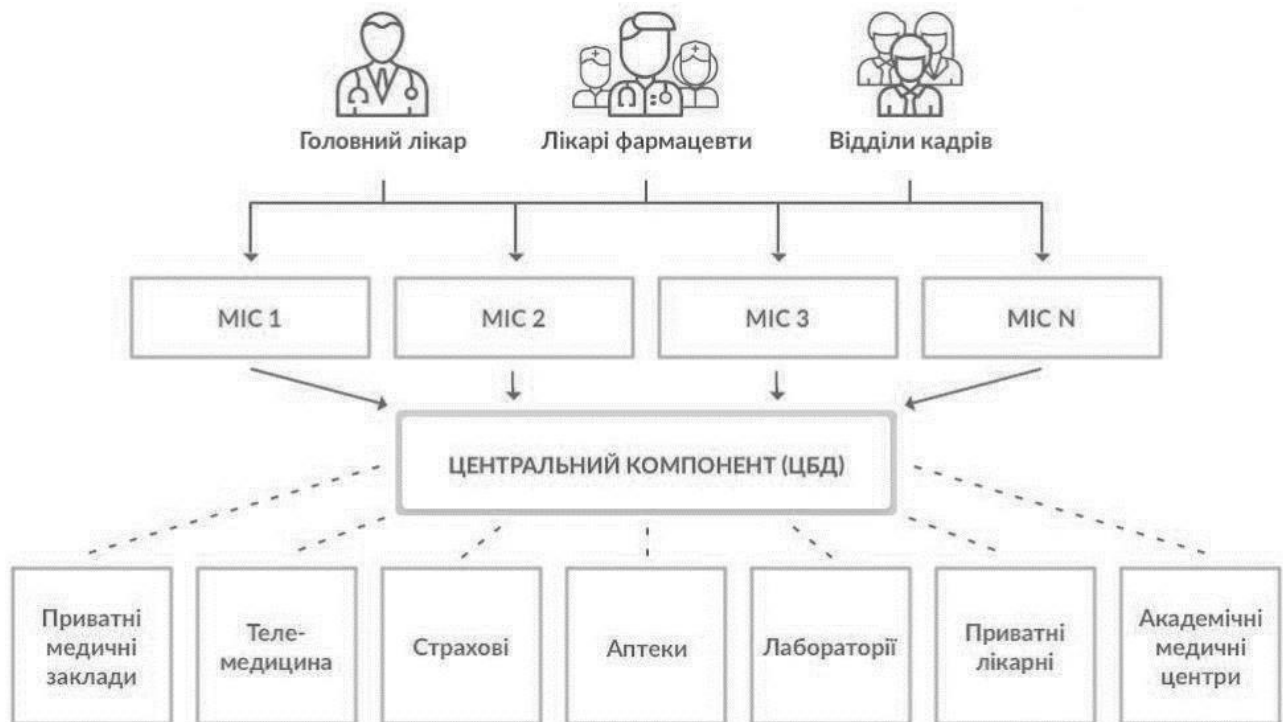 Головний лікар
Лікарі фармацевти
Відділи кадрів
МІС 1
МІС 2
МІС 3
МІС N
ЦЕНТРАЛЬНИЙ КОМПОНЕНТ (ЦБД)
Приватні
медичні
заклади
Теле-
медицина
Страхові
Аптеки
Лабораторії
Приватні
лікарні
Академічні
медичні
центри